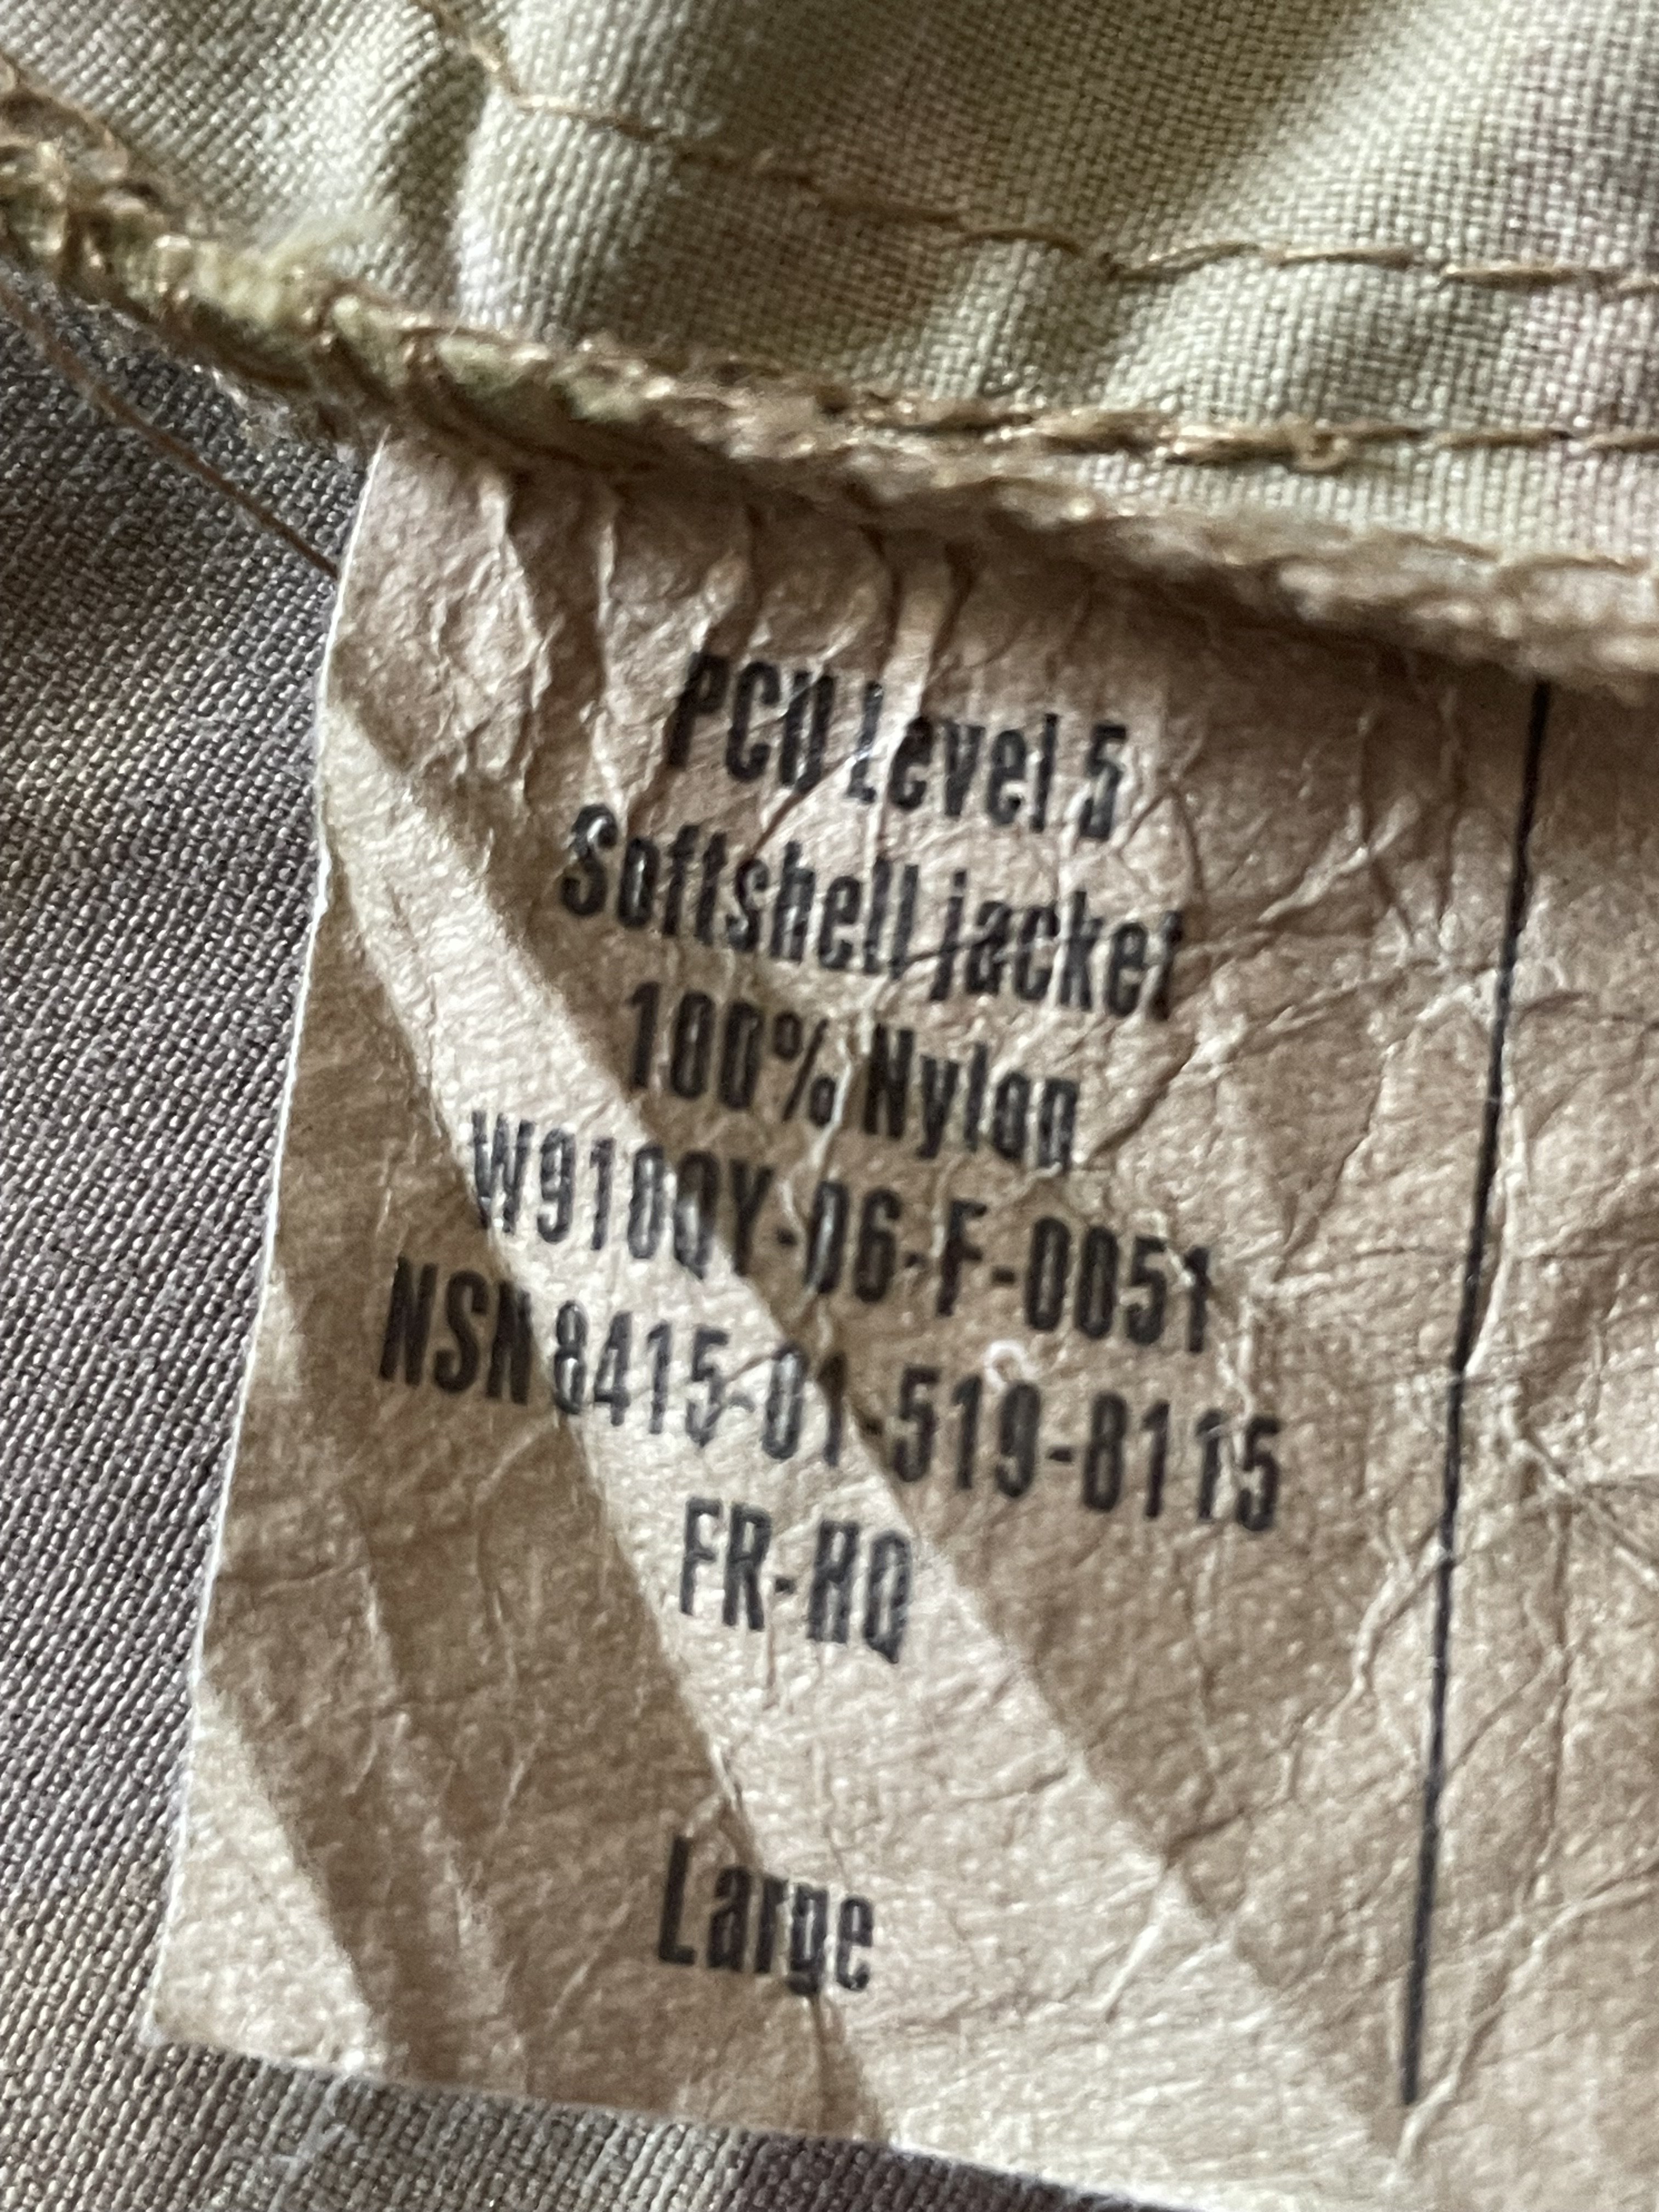 PCU Level 5
Softshell jacket
100% Nylon
W9100Y-06-F-0051
NSN 8415-01-519-8115
FR-HQ
Large